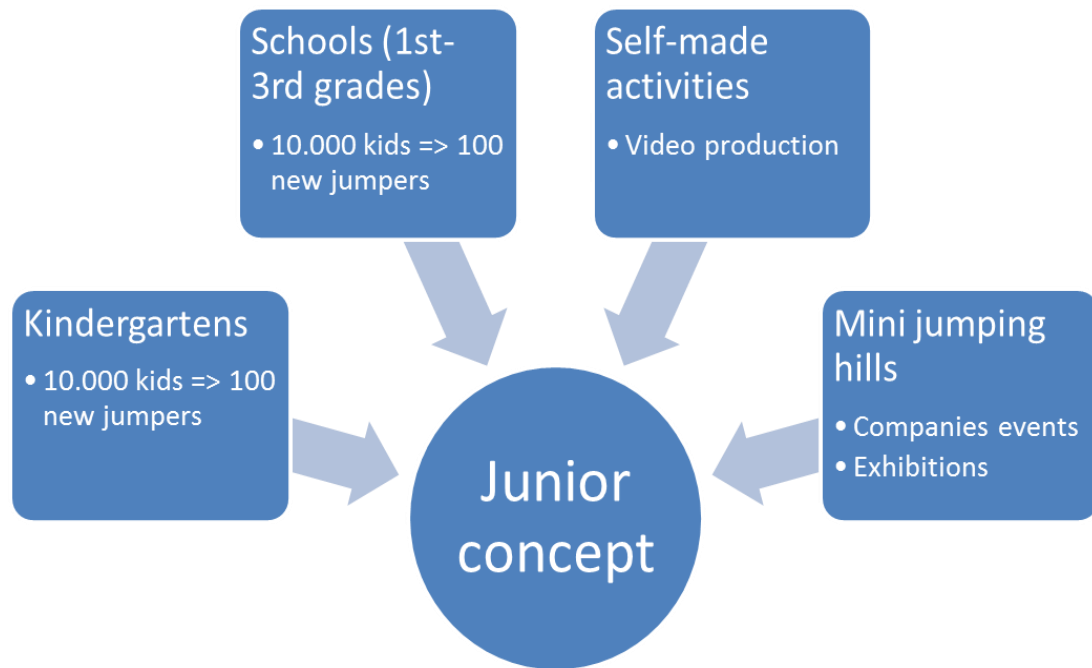 Schools (1st-
3rd grades)
• 10.000 kids => 100
new jumpers
Self-made
activities
• Video production
Kindergartens
• 10.000 kids => 100
new jumpers
Mini jumping
hills
• Companies events
• Exhibitions
Junior
concept